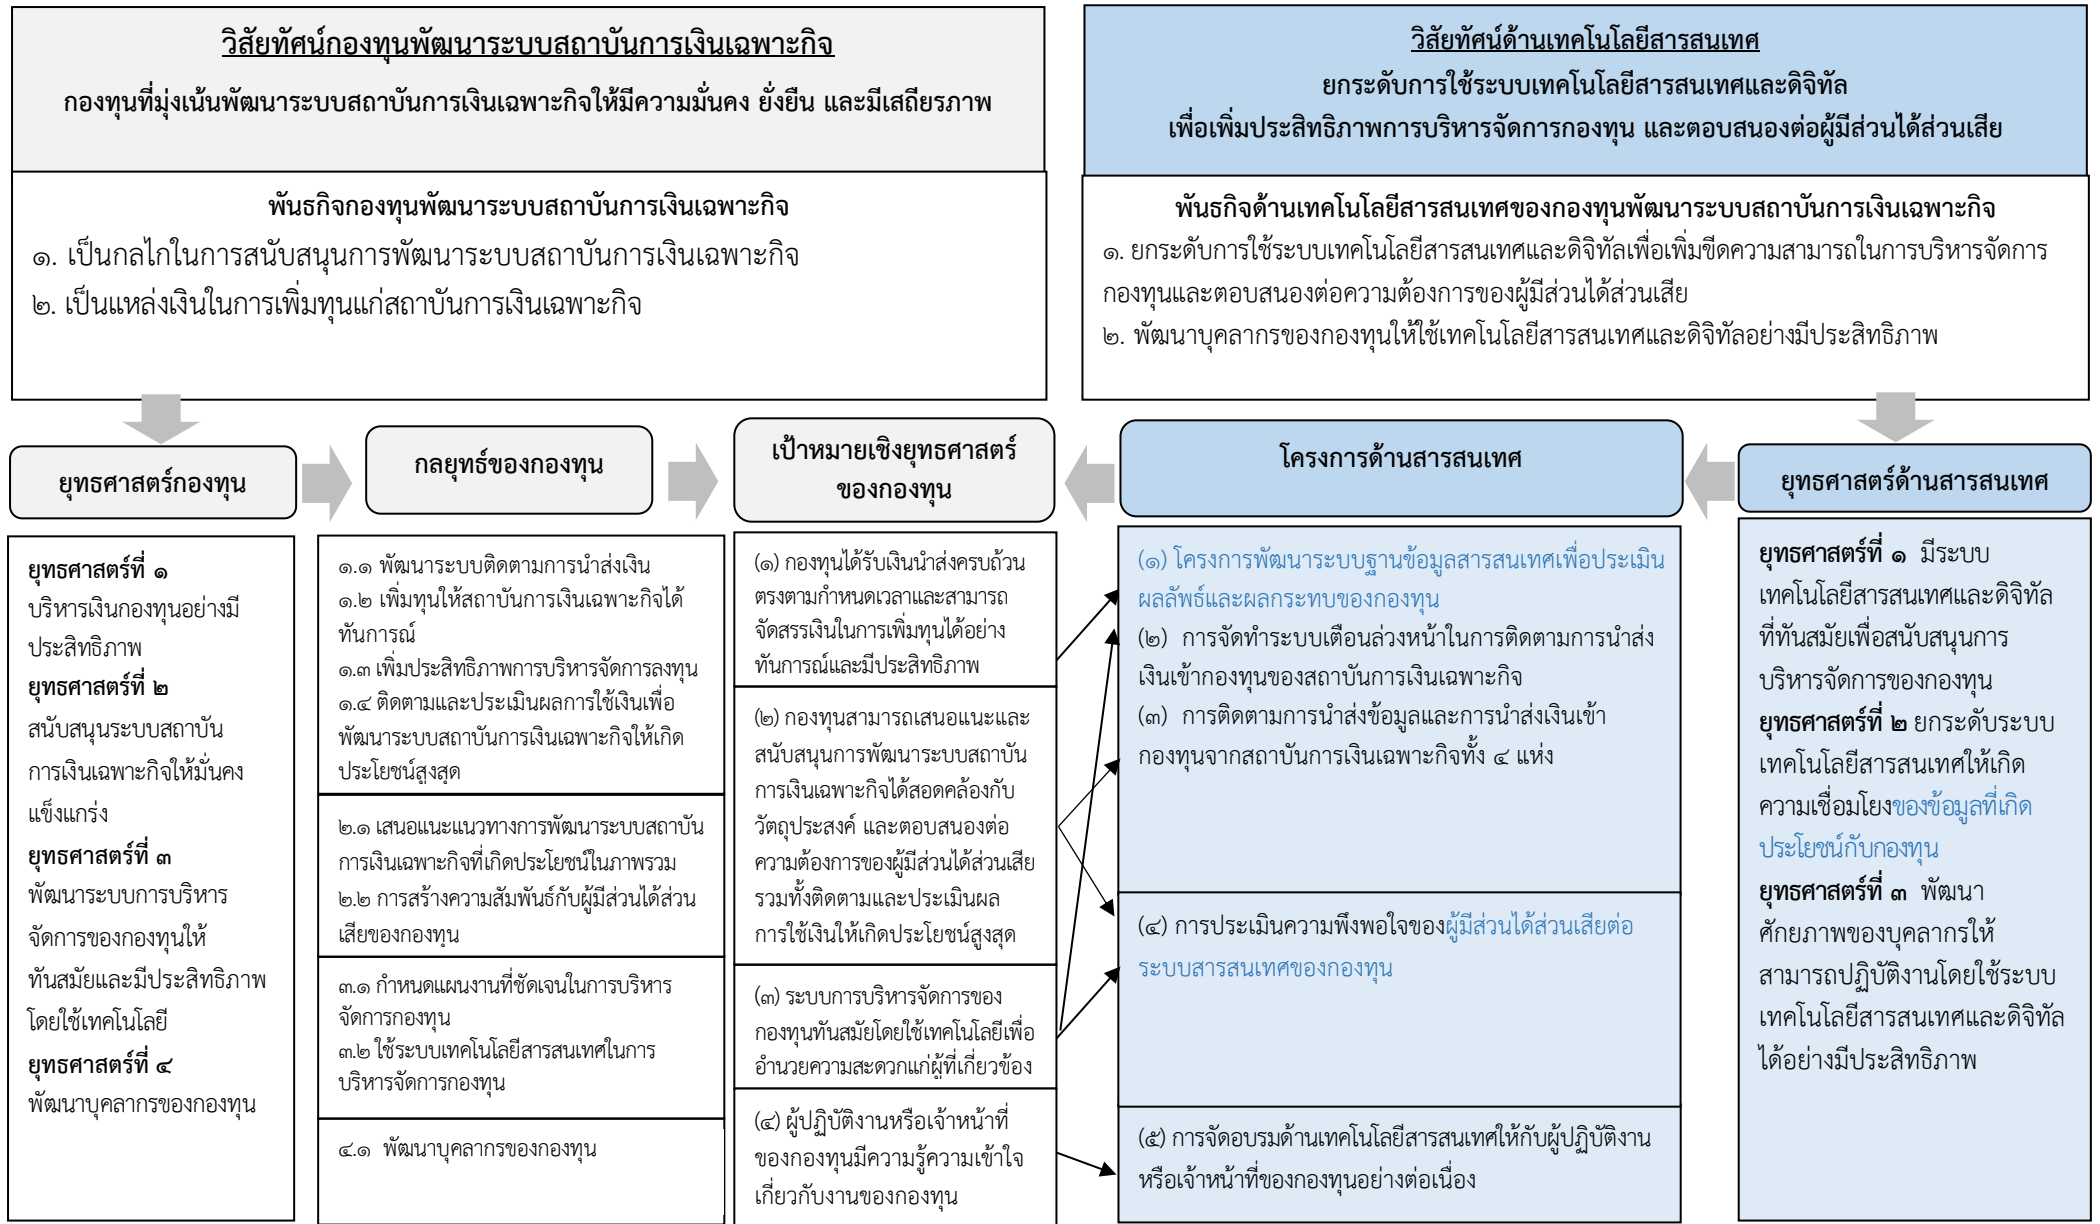 วิสัยทัศน์กองทุนพัฒนาระบบสถาบันการเงินเฉพาะกิจ
กองทุนที่มุ่งเน้นพัฒนาระบบสถาบันการเงินเฉพาะกิจให้มีความมั่นคง ยั่งยืน และมีเสถียรภาพ
พันธกิจกองทุนพัฒนาระบบสถาบันการเงินเฉพาะกิจ
๑. เป็นกลไกในการสนับสนุนการพัฒนาระบบสถาบันการเงินเฉพาะกิจ
๒. เป็นแหล่งเงินในการเพิ่มทุนแก่สถาบันการเงินเฉพาะกิจ
วิสัยทัศน์ด้านเทคโนโลยีสารสนเทศ
ยกระดับการใช้ระบบเทคโนโลยีสารสนเทศและดิจิทัล
เพื่อเพิ่มประสิทธิภาพการบริหารจัดการกองทุน และตอบสนองต่อผู้มีส่วนได้ส่วนเสีย
พันธกิจด้านเทคโนโลยีสารสนเทศของกองทุนพัฒนาระบบสถาบันการเงินเฉพาะกิจ
๑. ยกระดับการใช้ระบบเทคโนโลยีสารสนเทศและดิจิทัลเพื่อเพิ่มขีดความสามารถในการบริหารจัดการ
กองทุนและตอบสนองต่อความต้องการของผู้มีส่วนได้ส่วนเสีย
๒. พัฒนาบุคลากรของกองทุนให้ใช้เทคโนโลยีสารสนเทศและดิจิทัลอย่างมีประสิทธิภาพ
ยุทธศาสตร์กองทุน
ยุทธศาสตร์ที่ ๑
บริหารเงินกองทุนอย่างมี
ประสิทธิภาพ
ยุทธศาสตร์ที่ ๒
สนับสนุนระบบสถาบัน
การเงินเฉพาะกิจให้มั่นคง
แข็งแกร่ง
ยุทธศาสตร์ที่ ๓
พัฒนาระบบการบริหาร
จัดการของกองทุนให้
ทันสมัยและมีประสิทธิภาพ
โดยใช้เทคโนโลยี
ยุทธศาสตร์ที่ ๔
พัฒนาบุคลากรของกองทุน
กลยุทธ์ของกองทุน
๑.๑ พัฒนาระบบติดตามการนำส่งเงิน
๑.๒ เพิ่มทุนให้สถาบันการเงินเฉพาะกิจได้
ทันการณ์
๑.๓ เพิ่มประสิทธิภาพการบริหารจัดการลงทุน
๑.๔ ติดตามและประเมินผลการใช้เงินเพื่อ
พัฒนาระบบสถาบันการเงินเฉพาะกิจให้เกิด
ประโยชน์สูงสุด
๒.๑ เสนอแนะแนวทางการพัฒนาระบบสถาบัน
การเงินเฉพาะกิจที่เกิดประโยชน์ในภาพรวม
๒.๒ การสร้างความสัมพันธ์กับผู้มีส่วนได้ส่วน
เสียของกองทุน
๓.๑ กำหนดแผนงานที่ชัดเจนในการบริหาร
จัดการกองทุน
๓.๒ ใช้ระบบเทคโนโลยีสารสนเทศในการ
บริหารจัดการกองทุน
๔.๑ พัฒนาบุคลากรของกองทุน
เป้าหมายเชิงยุทธศาสตร์
ของกองทุน
(๑) กองทุนได้รับเงินนำส่งครบถ้วน
ตรงตามกำหนดเวลาและสามารถ
จัดสรรเงินในการเพิ่มทุนได้อย่าง
ทันการณ์และมีประสิทธิภาพ
(๒) กองทุนสามารถเสนอแนะและ
สนับสนุนการพัฒนาระบบสถาบัน
การเงินเฉพาะกิจได้สอดคล้องกับ
วัตถุประสงค์ และตอบสนองต่อ
ความต้องการของผู้มีส่วนได้ส่วนเสีย
รวมทั้งติดตามและประเมินผล
การใช้เงินให้เกิดประโยชน์สูงสุด
(๓) ระบบการบริหารจัดการของ
กองทุนทันสมัยโดยใช้เทคโนโลยีเพื่อ
อำนวยความสะดวกแก่ผู้ที่เกี่ยวข้อง
(๔) ผู้ปฏิบัติงานหรือเจ้าหน้าที่
ของกองทุนมีความรู้ความเข้าใจ
เกี่ยวกับงานของกองทุน
โครงการด้านสารสนเทศ
(๑) โครงการพัฒนาระบบฐานข้อมูลสารสนเทศเพื่อประเมิน
ผลลัพธ์และผลกระทบของกองทุน
(๒) การจัดทำระบบเตือนล่วงหน้าในการติดตามการนำส่ง
เงินเข้ากองทุนของสถาบันการเงินเฉพาะกิจ
(๓) การติดตามการนำส่งข้อมูลและการนำส่งเงินเข้า
กองทุนจากสถาบันการเงินเฉพาะกิจทั้ง ๔ แห่ง
(๔) การประเมินความพึงพอใจของผู้มีส่วนได้ส่วนเสียต่อ
ระบบสารสนเทศของกองทุน
(๕) การจัดอบรมด้านเทคโนโลยีสารสนเทศให้กับผู้ปฏิบัติงาน
หรือเจ้าหน้าที่ของกองทุนอย่างต่อเนื่อง
ยุทธศาสตร์ด้านสารสนเทศ
ยุทธศาสตร์ที่ ๑ มีระบบ
เทคโนโลยีสารสนเทศและดิจิทัล
ที่ทันสมัยเพื่อสนับสนุนการ
บริหารจัดการของกองทุน
ยุทธศาสตร์ที่ ๒ ยกระดับระบบ
เทคโนโลยีสารสนเทศให้เกิด
ความเชื่อมโยงของข้อมูลที่เกิด
ประโยชน์กับกองทุน
ยุทธศาสตร์ที่ ๓ พัฒนา
ศักยภาพของบุคลากรให้
สามารถปฏิบัติงานโดยใช้ระบบ
เทคโนโลยีสารสนเทศและดิจิทัล
ได้อย่างมีประสิทธิภาพ